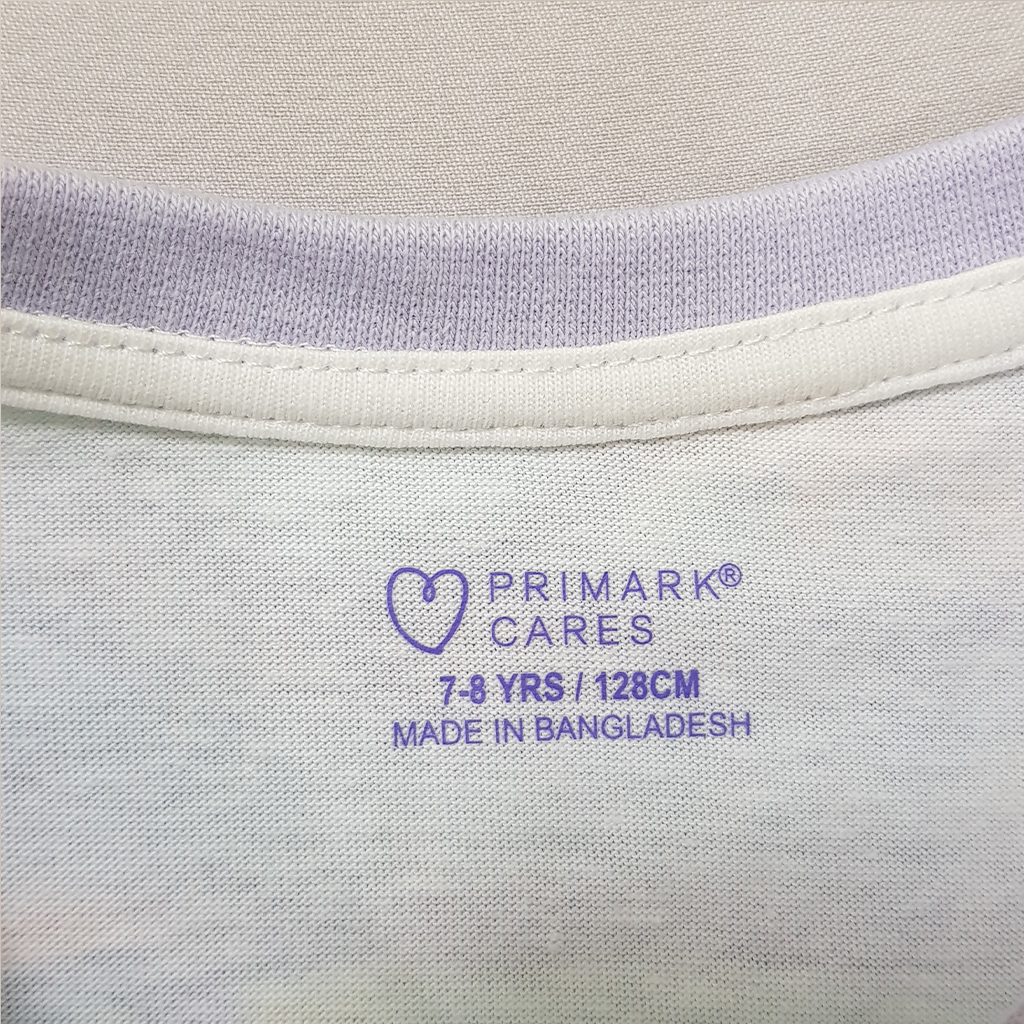 PRIMARK®
CARES
7-8 YRS / 128CM
MADE IN BANGLADESH